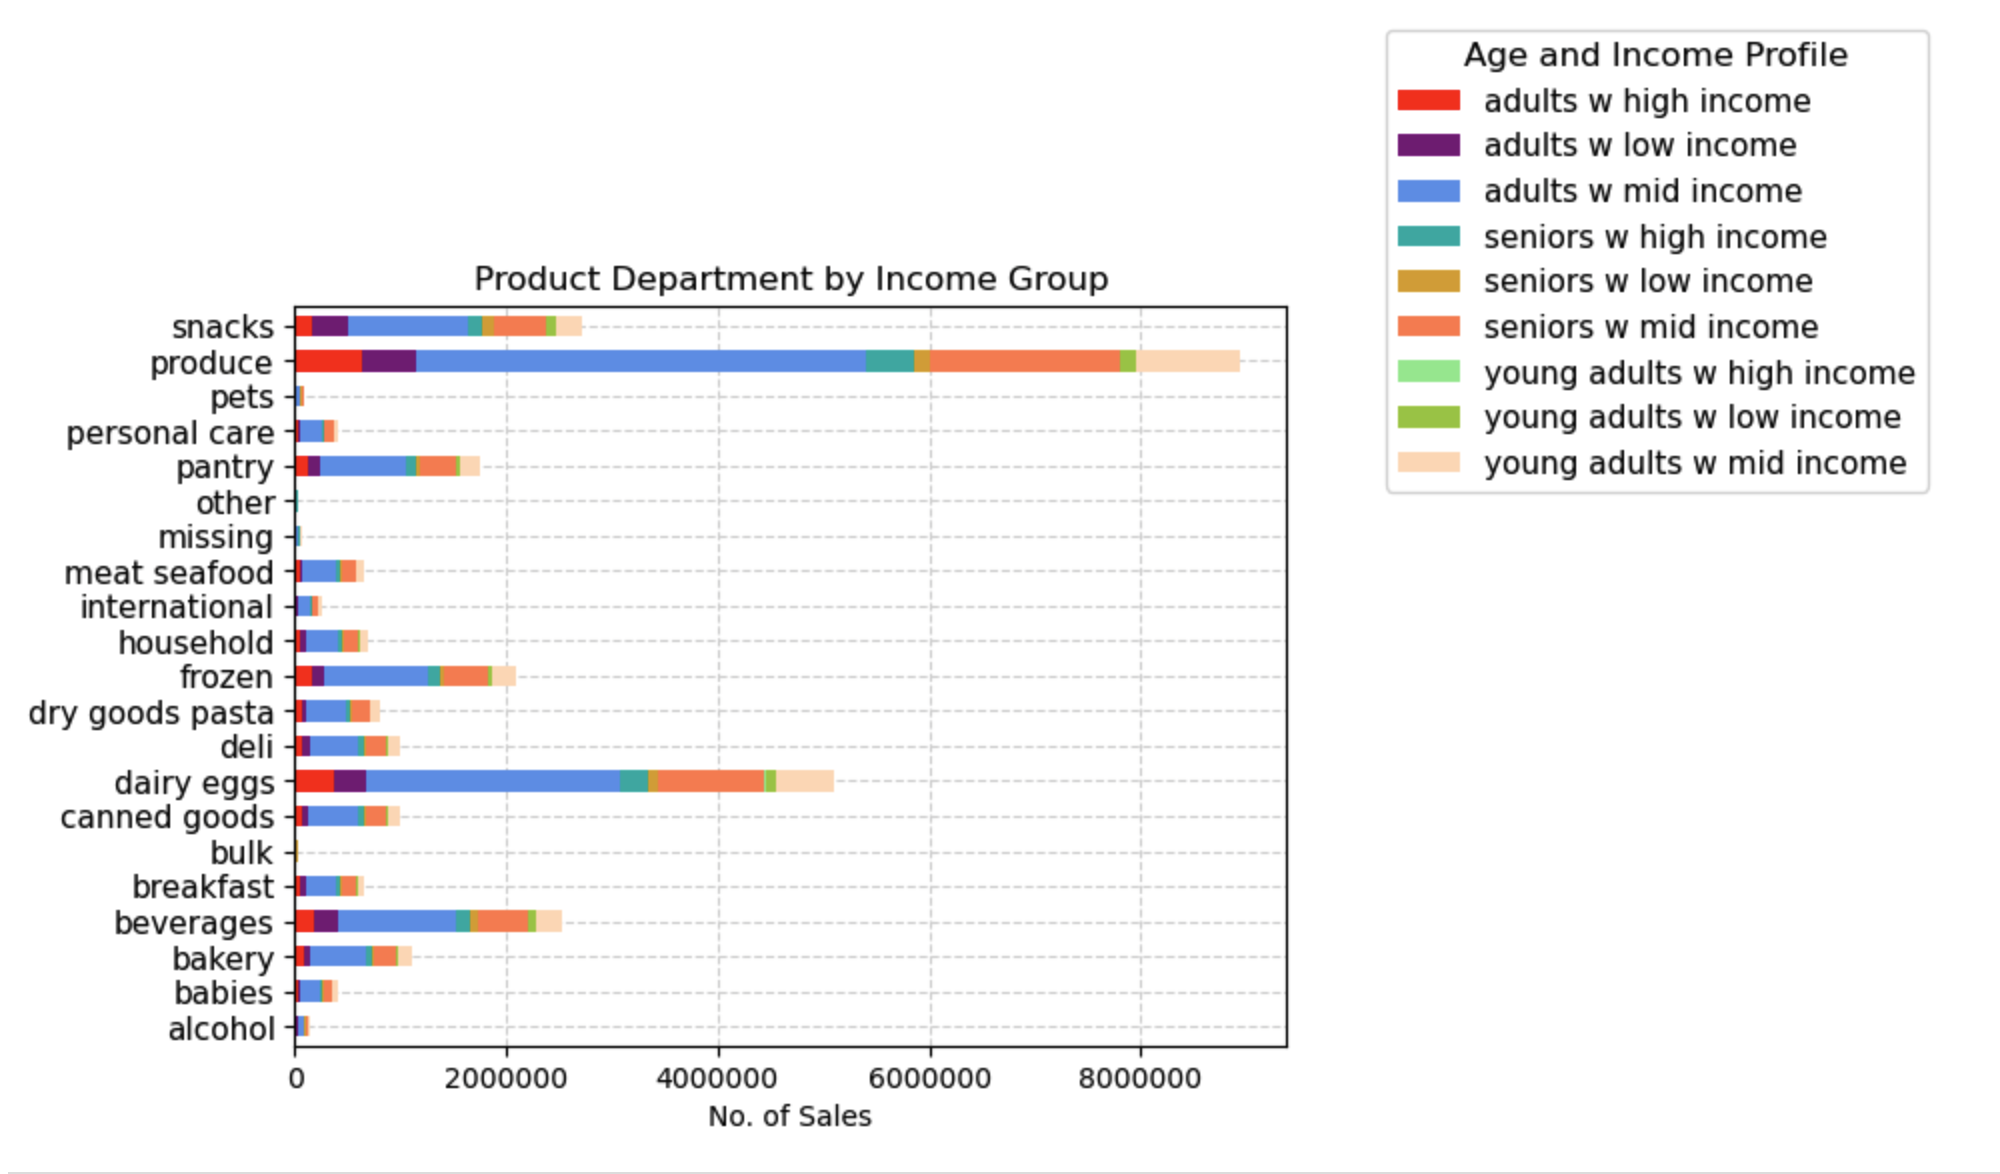 Age and Income Profile
adults w high income
adults w low income
adults w mid income
seniors w high income
seniors w low income
seniors w mid income
young adults w high income
young adults w low income
young adults w mid income
Product Department by Income Group
snacks
produce
pets
personal care
pantry
other
missing
meat seafood
international
household
frozen
dry goods pasta
deli
dairy eggs
canned goods
bulk
breakfast
beverages
bakery
babies
alcohol
0 2000000 4000000 6000000 8000000
No. of Sales